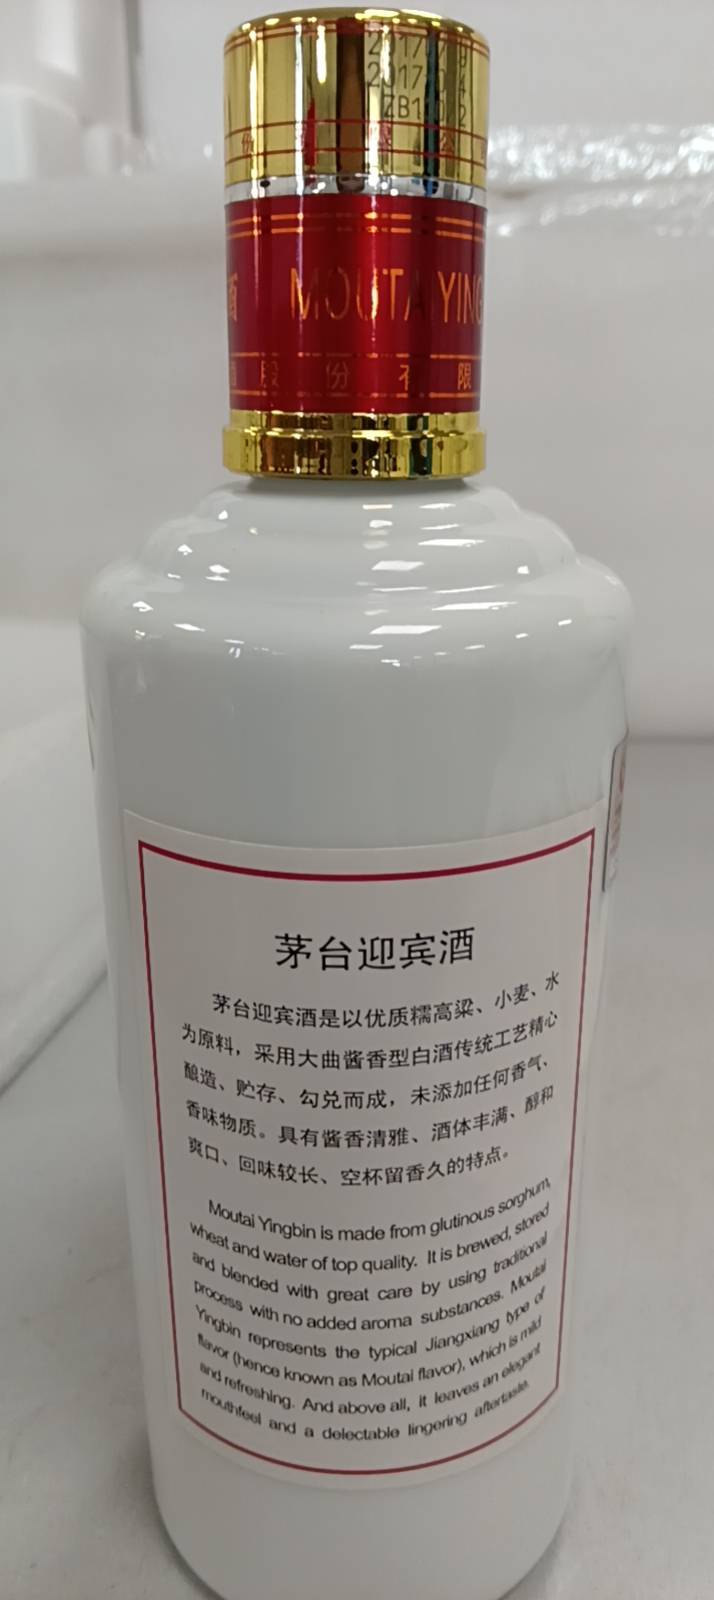 MOUTAI YING
股份有限
茅台迎宾酒
茅台迎宾酒是以优质糯高粱、小麦、水
为原料，采用大曲酱香型白酒传统工艺精心
酿造、贮存、勾兑而成，未添加任何香气、
香味物质。具有酱香清雅、酒体丰满、醇和
爽口、回味较长、空杯留香久的特点。
Moutai Yingbin is made from glutinous sorghum,
wheat and water of top quality. It is brewed, stored
and blended with great care by using traditional
process with no added aroma substances. Moutai
Yingbin represents the typical Jiangxiang type of
flavor (hence known as Moutai flavor), which is mild
and refreshing. And above all, it leaves an elegant
mouthfeel and a delectable lingering aftertaste.